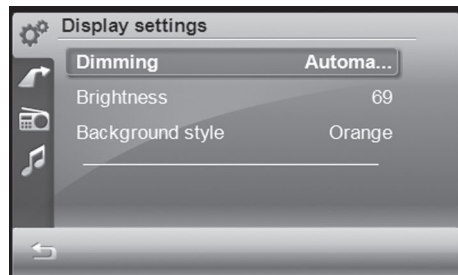 Display settings
Dimming Automa...
Brightness 69
Background style Orange